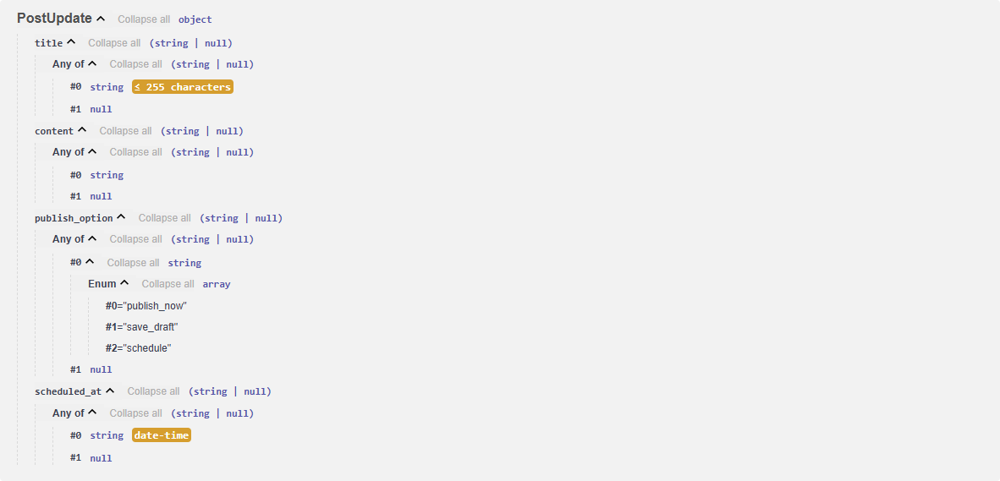 PostUpdate Collapse all object
title Collapse all (string | null)
Any of Collapse all (string | null)
#0 string ≤ 255 characters
#1 null
content Collapse all (string | null)
Any of Collapse all (string | null)
#0 string
#1 null
publish_option Collapse all (string | null)
Any of Collapse all (string | null)
#0 Collapse all string
Enum Collapse all array
#0="publish_now"
#1="save_draft"
#2="schedule"
#1 null
scheduled_at Collapse all (string | null)
Any of Collapse all (string | null)
#0 string date-time
#1 null